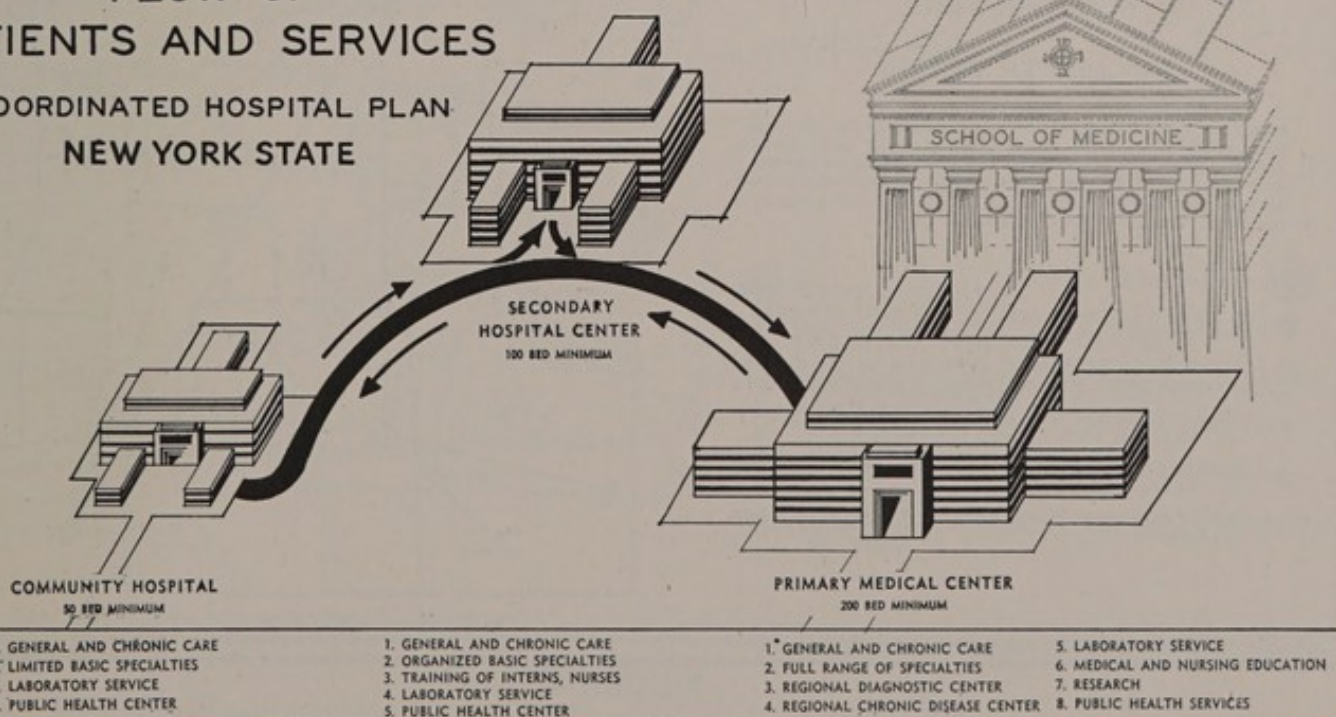 TIENTS AND SERVICES
OORDINATED HOSPITAL PLAN
NEW YORK STATE
SCHOOL OF MEDICINE
SECONDARY
HOSPITAL CENTER
100 BED MINIMUM
COMMUNITY HOSPITAL
50 BED MINIMUM
PRIMARY MEDICAL CENTER
200 BED MINIMUM
. GENERAL AND CHRONIC CARE
. LIMITED BASIC SPECIALTIES
. LABORATORY SERVICE
. PUBLIC HEALTH CENTER
1. GENERAL AND CHRONIC CARE
2. ORGANIZED BASIC SPECIALTIES
3. TRAINING OF INTERNS, NURSES
4. LABORATORY SERVICE
5. PUBLIC HEALTH CENTER
1. GENERAL AND CHRONIC CARE
2. FULL RANGE OF SPECIALTIES
3. REGIONAL DIAGNOSTIC CENTER
4. REGIONAL CHRONIC DISEASE CENTER
5. LABORATORY SERVICE
6. MEDICAL AND NURSING EDUCATION
7. RESEARCH
8. PUBLIC HEALTH SERVICES